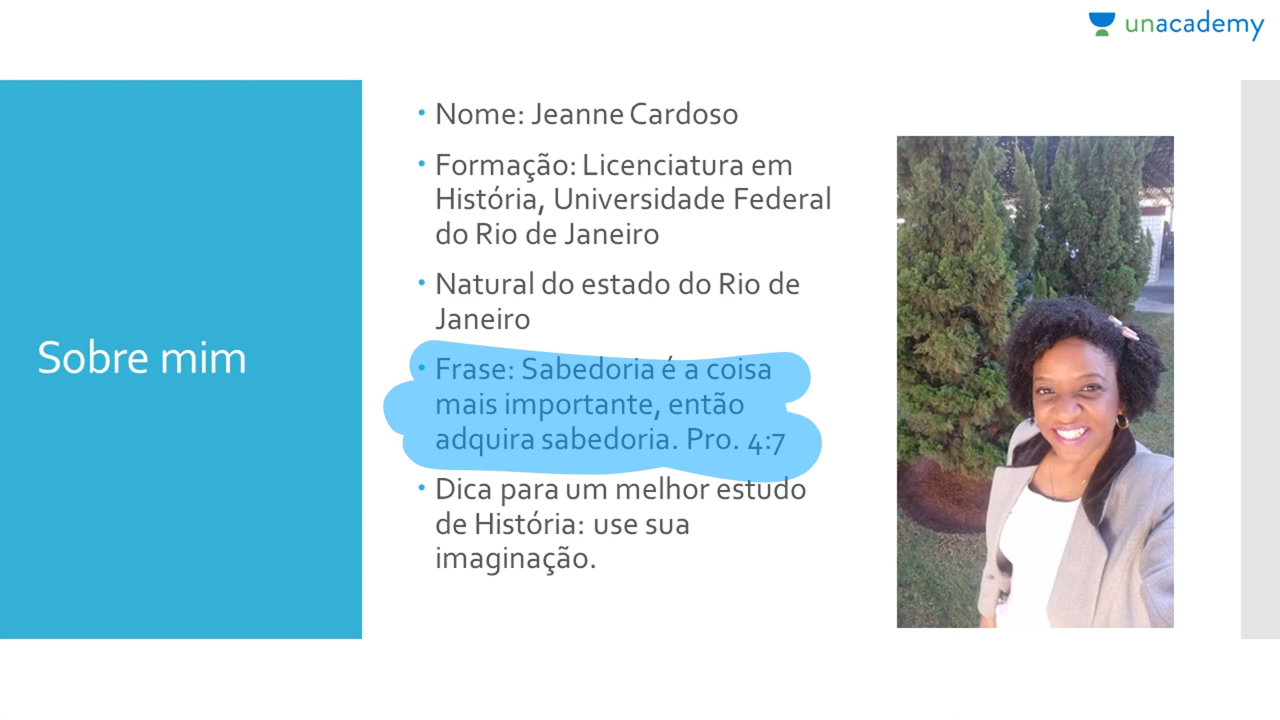 unacademy
Sobre mim
• Nome: Jeanne Cardoso
• Formação: Licenciatura em
História, Universidade Federal
do Rio de Janeiro
• Natural do estado do Rio de
Janeiro
• Frase: Sabedoria é a coisa
mais importante, então
adquira sabedoria. Pro. 4:7
• Dica para um melhor estudo
de História: use sua
imaginação.